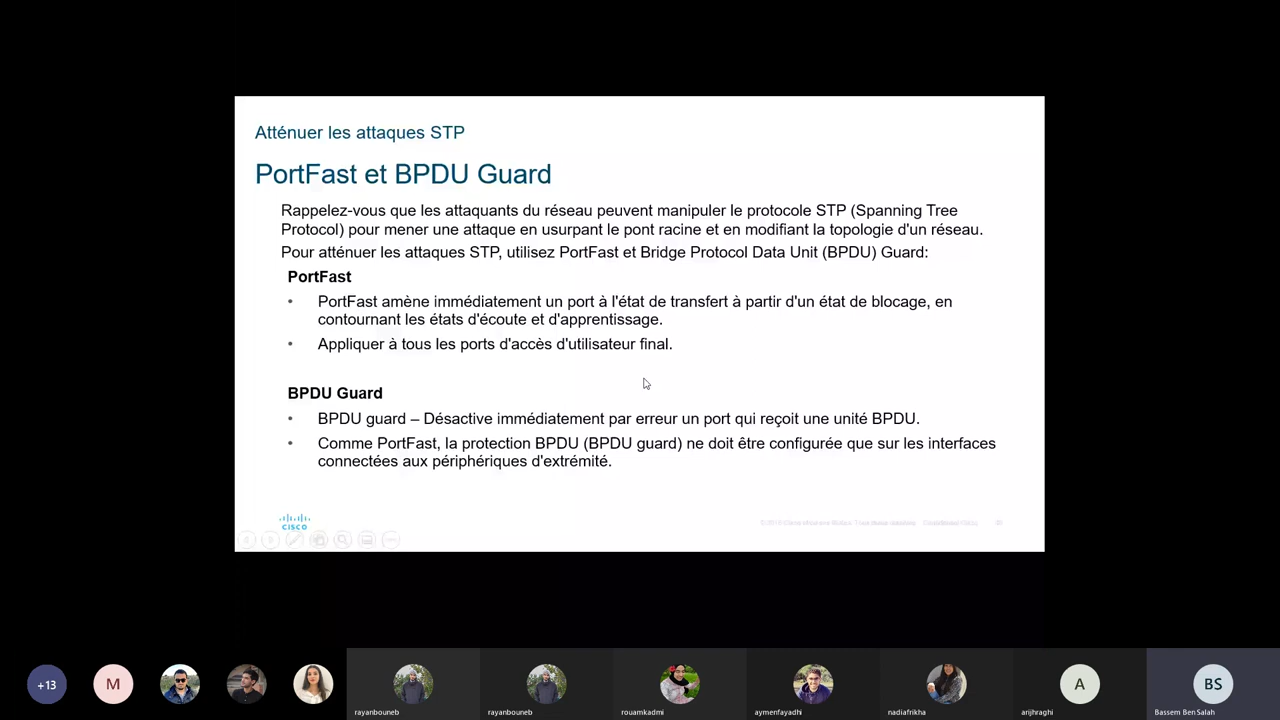 Atténuer les attaques STP
PortFast et BPDU Guard
Rappelez-vous que les attaquants du réseau peuvent manipuler le protocole STP (Spanning Tree
Protocol) pour mener une attaque en usurpant le pont racine et en modifiant la topologie d'un réseau.
Pour atténuer les attaques STP, utilisez PortFast et Bridge Protocol Data Unit (BPDU) Guard:
PortFast
• PortFast amène immédiatement un port à l'état de transfert à partir d'un état de blocage, en
contournant les états d'écoute et d'apprentissage.
• Appliquer à tous les ports d'accès d'utilisateur final.
BPDU Guard
• BPDU guard – Désactive immédiatement par erreur un port qui reçoit une unité BPDU.
• Comme PortFast, la protection BPDU (BPDU guard) ne doit être configurée que sur les interfaces
connectées aux périphériques d'extrémité.
CISCO
+13
M
A
BS
rayanbouneb
rayanbouneb
rouamkadmi
aymenfayadhi
nadiafrikha
arijhraghi
Bassem Ben Salah